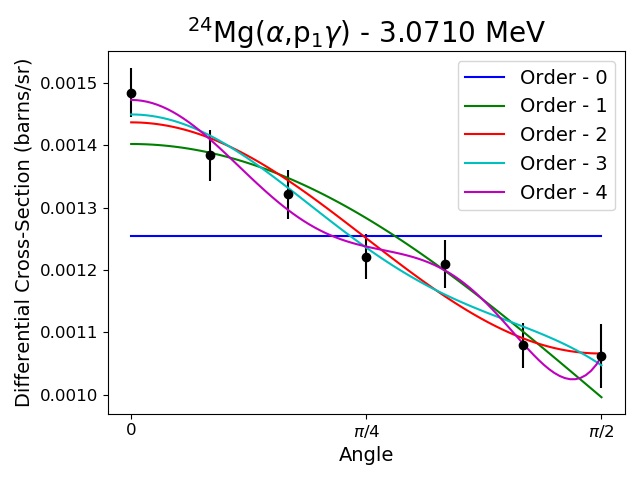 ²⁴Mg(α,p₁γ) - 3.0710 MeV
Differential Cross-Section (barns/sr)
0.0015
0.0014
0.0013
0.0012
0.0011
0.0010
Order - 0
Order - 1
Order - 2
Order - 3
Order - 4
0
π/4
π/2
Angle